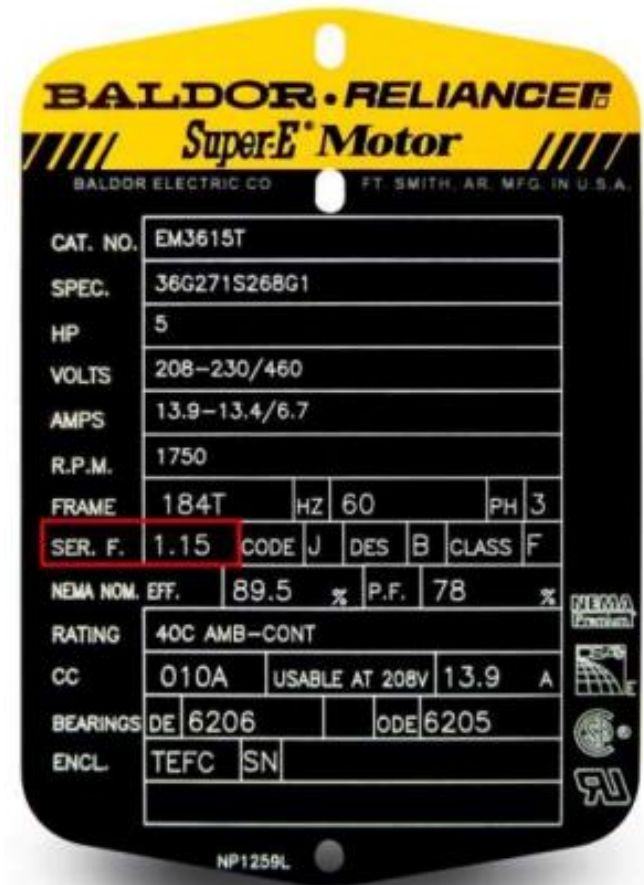 BALDOR • RELIANCER
Super-E® Motor
BALDOR ELECTRIC CO FT. SMITH, AR. MFG. IN U.S.A.
CAT. NO. EM3615T
SPEC. 36G271S268G1
HP 5
VOLTS 208-230/460
AMPS 13.9-13.4/6.7
R.P.M. 1750
FRAME 184T HZ 60 PH 3
SER. F. 1.15 CODE J DES B CLASS F
NEMA NOM. EFF. 89.5 % P.F. 78 %
NEMA
Premium
RATING 40C AMB-CONT
CC 010A USABLE AT 208V 13.9 A
BEARINGS DE 6206 ODE 6205
ENCL. TEFC SN
NP1259L